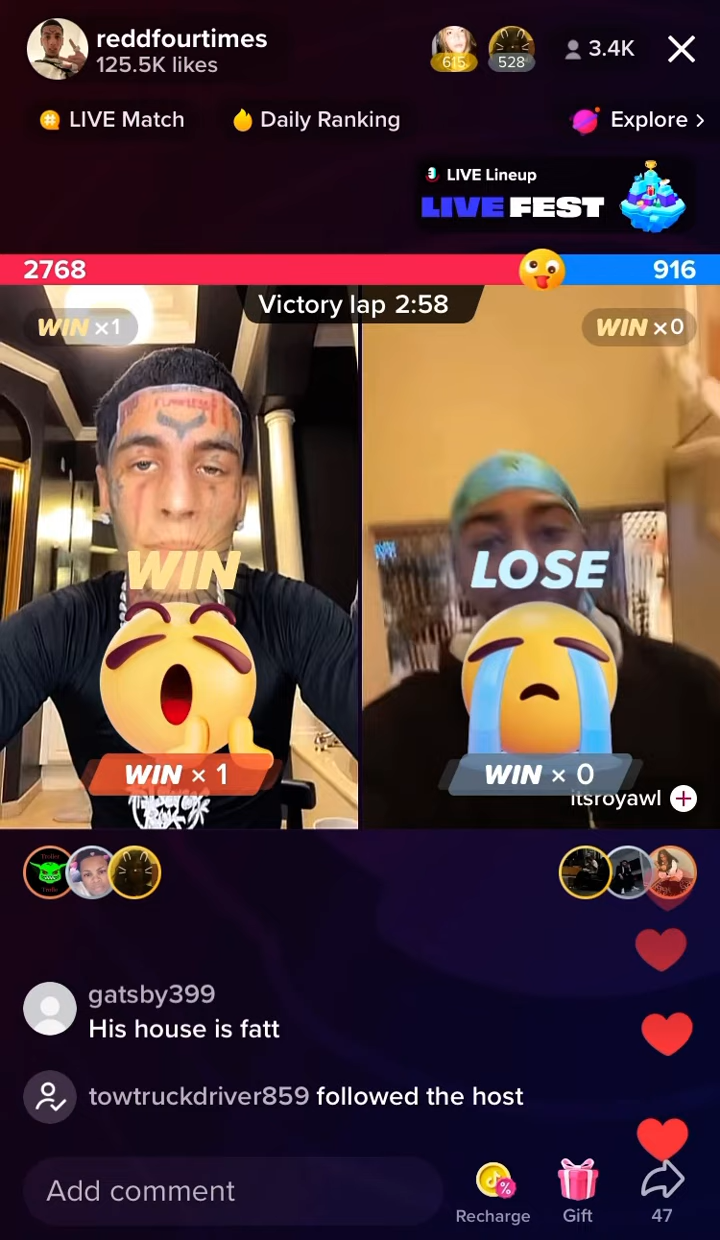 reddfourtimes
125.5K likes
615
528
3.4K
LIVE Match
Daily Ranking
Explore
LIVE Lineup
LIVE FEST
2768
916
Victory lap 2:58
WIN ×1
WIN ×0
WIN
LOSE
WIN × 1
WIN × 0
itsroyawl
gatsby399
His house is fatt
towtruckdriver859 followed the host
Add comment
Recharge
Gift
47